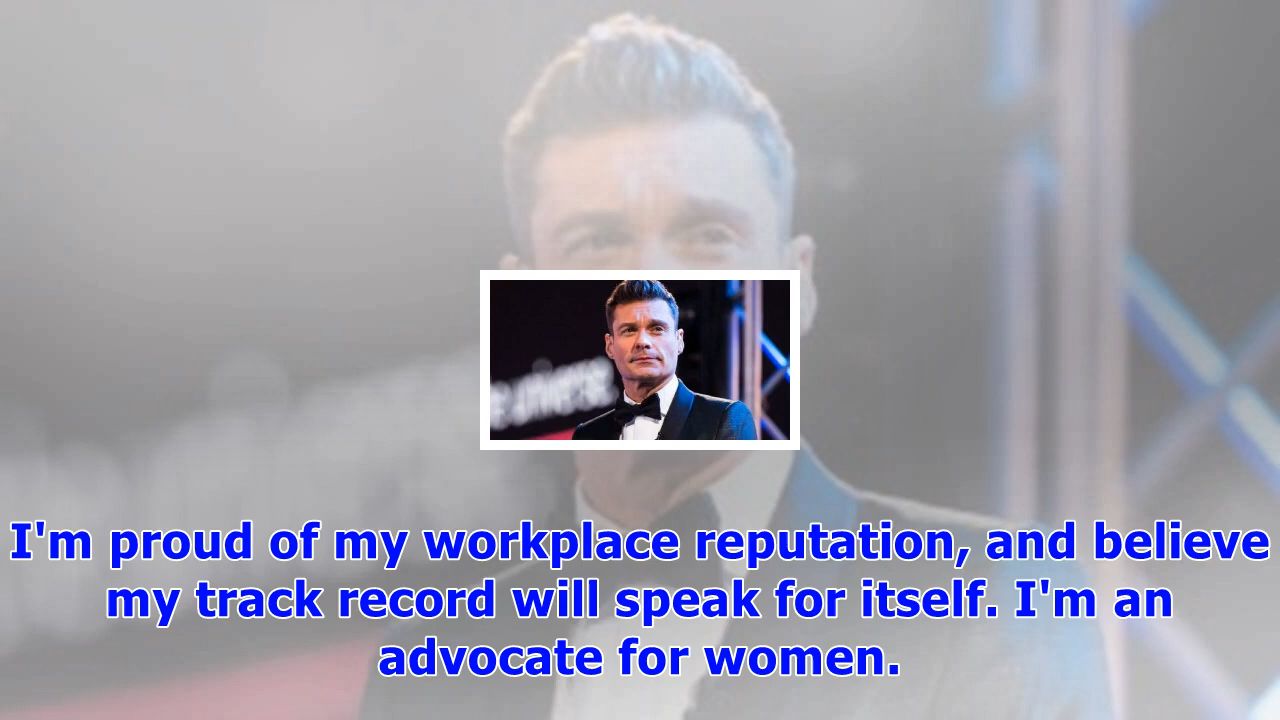 I'm proud of my workplace reputation, and believe
my track record will speak for itself. I'm an
advocate for women.